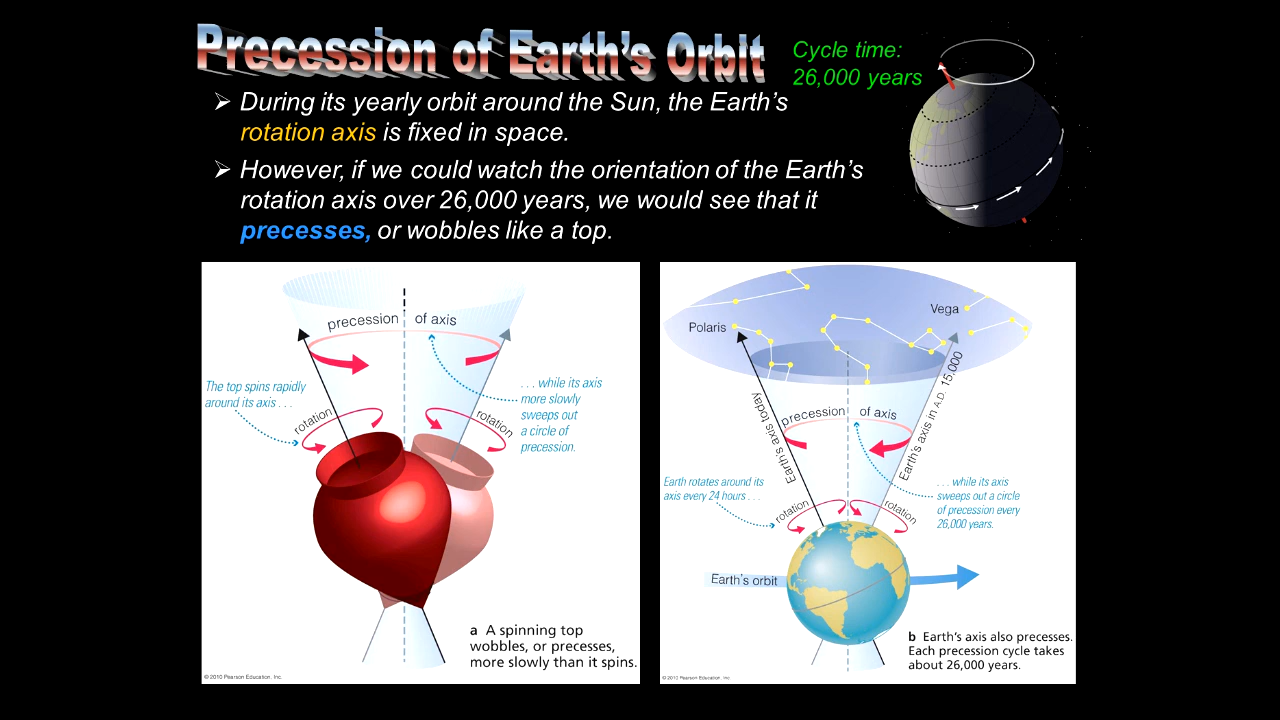 Precession of Earth's Orbit
Cycle time:
26,000 years
➢ During its yearly orbit around the Sun, the Earth's
rotation axis is fixed in space.
➢ However, if we could watch the orientation of the Earth's
rotation axis over 26,000 years, we would see that it
precesses, or wobbles like a top.
precession of axis
The top spins rapidly
around its axis . . .
. . . while its axis
more slowly
sweeps out
a circle of
precession.
rotation
rotation
a A spinning top
wobbles, or precesses,
more slowly than it spins.
© 2010 Pearson Education, Inc.
Vega
Polaris
Earth's axis today
Earth's axis in A.D. 15,000
precession of axis
Earth rotates around its
axis every 24 hours . . .
. . . while its axis
sweeps out a circle
of precession every
26,000 years.
rotation
rotation
Earth's orbit
b Earth's axis also precesses.
Each precession cycle takes
about 26,000 years.
© 2010 Pearson Education, Inc.